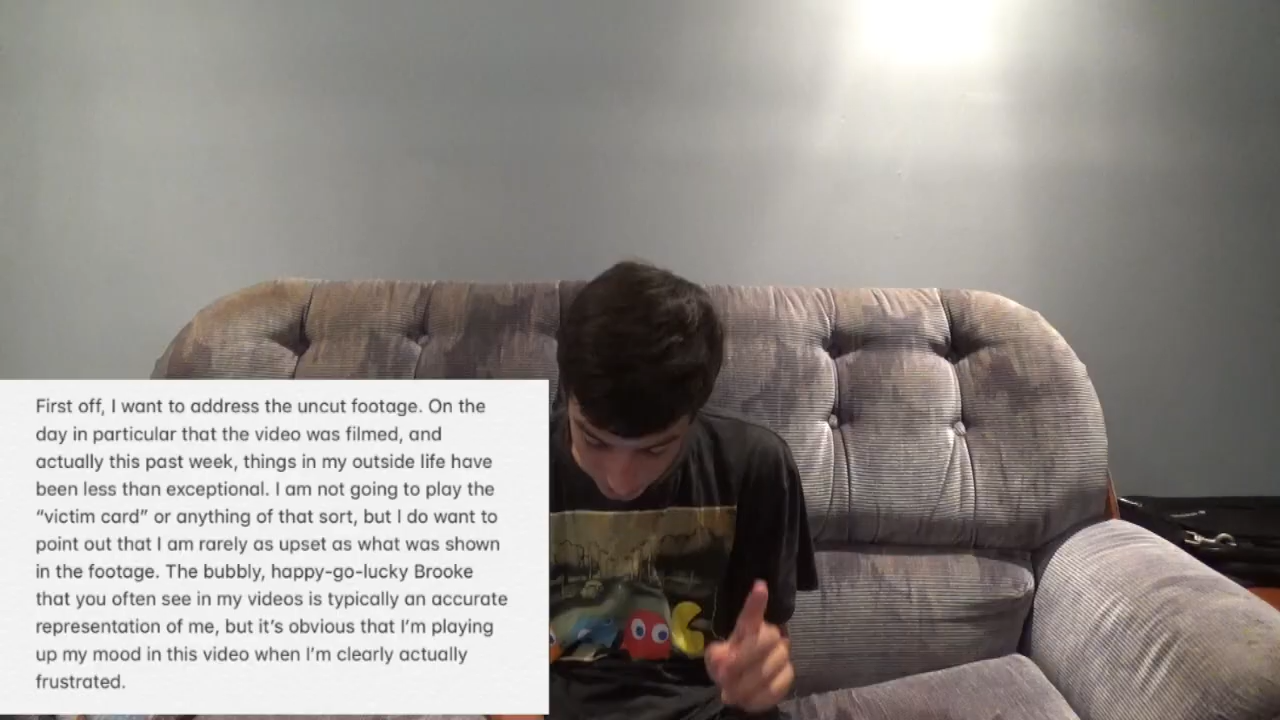 First off, I want to address the uncut footage. On the
day in particular that the video was filmed, and
actually this past week, things in my outside life have
been less than exceptional. I am not going to play the
“victim card” or anything of that sort, but I do want to
point out that I am rarely as upset as what was shown
in the footage. The bubbly, happy-go-lucky Brooke
that you often see in my videos is typically an accurate
representation of me, but it’s obvious that I’m playing
up my mood in this video when I’m clearly actually
frustrated.